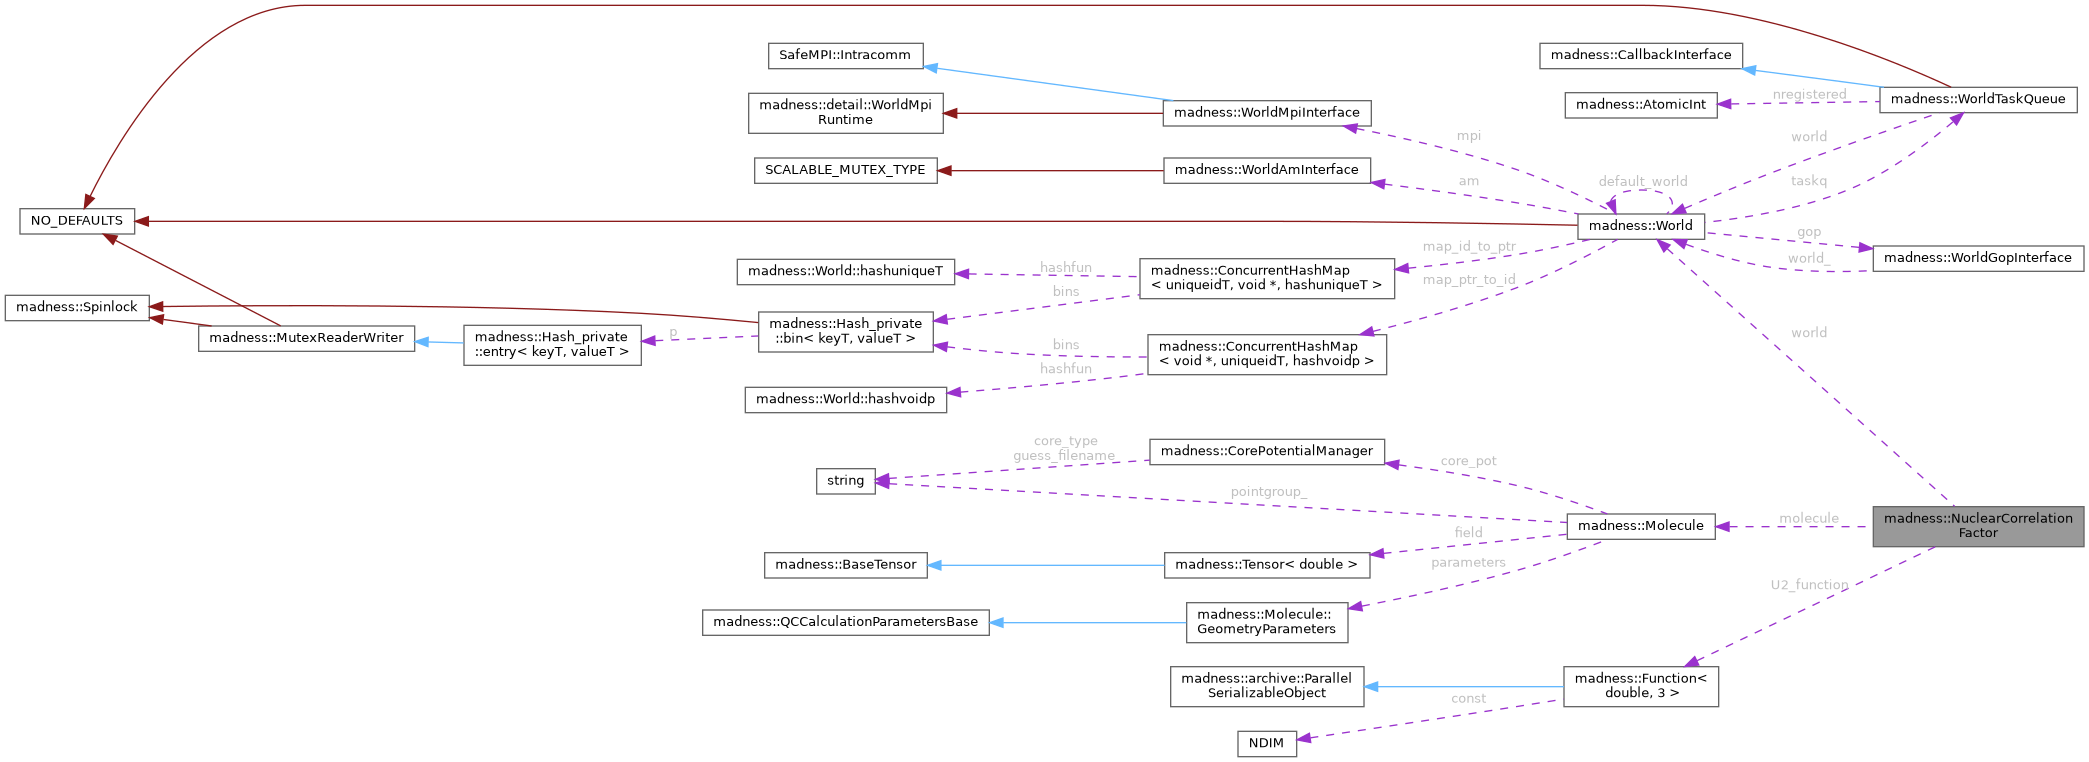 SafeMPI::Intracomm
madness::CallbackInterface
madness::detail::WorldMpi
Runtime
madness::WorldMpiInterface
madness::AtomicInt
nregistered
madness::WorldTaskQueue
mpi
world
SCALABLE_MUTEX_TYPE
madness::WorldAmInterface
am
default_world
taskq
NO_DEFAULTS
madness::World
gop
map_id_to_ptr
madness::World::hashuniqueT
hashfun
madness::ConcurrentHashMap
< uniqueidT, void *, hashuniqueT >
world_
madness::WorldGopInterface
map_ptr_to_id
bins
madness::Spinlock
madness::MutexReaderWriter
madness::Hash_private
::entry< keyT, valueT >
p
madness::Hash_private
::bin< keyT, valueT >
bins
madness::ConcurrentHashMap
< void *, uniqueidT, hashvoidp >
world
hashfun
madness::World::hashvoidp
core_type
guess_filename
madness::CorePotentialManager
core_pot
string
pointgroup_
madness::Molecule
molecule
madness::NuclearCorrelation
Factor
field
madness::BaseTensor
madness::Tensor< double >
parameters
U2_function
madness::QCCalculationParametersBase
madness::Molecule::
GeometryParameters
madness::archive::Parallel
SerializableObject
madness::Function<
double, 3 >
const
NDIM